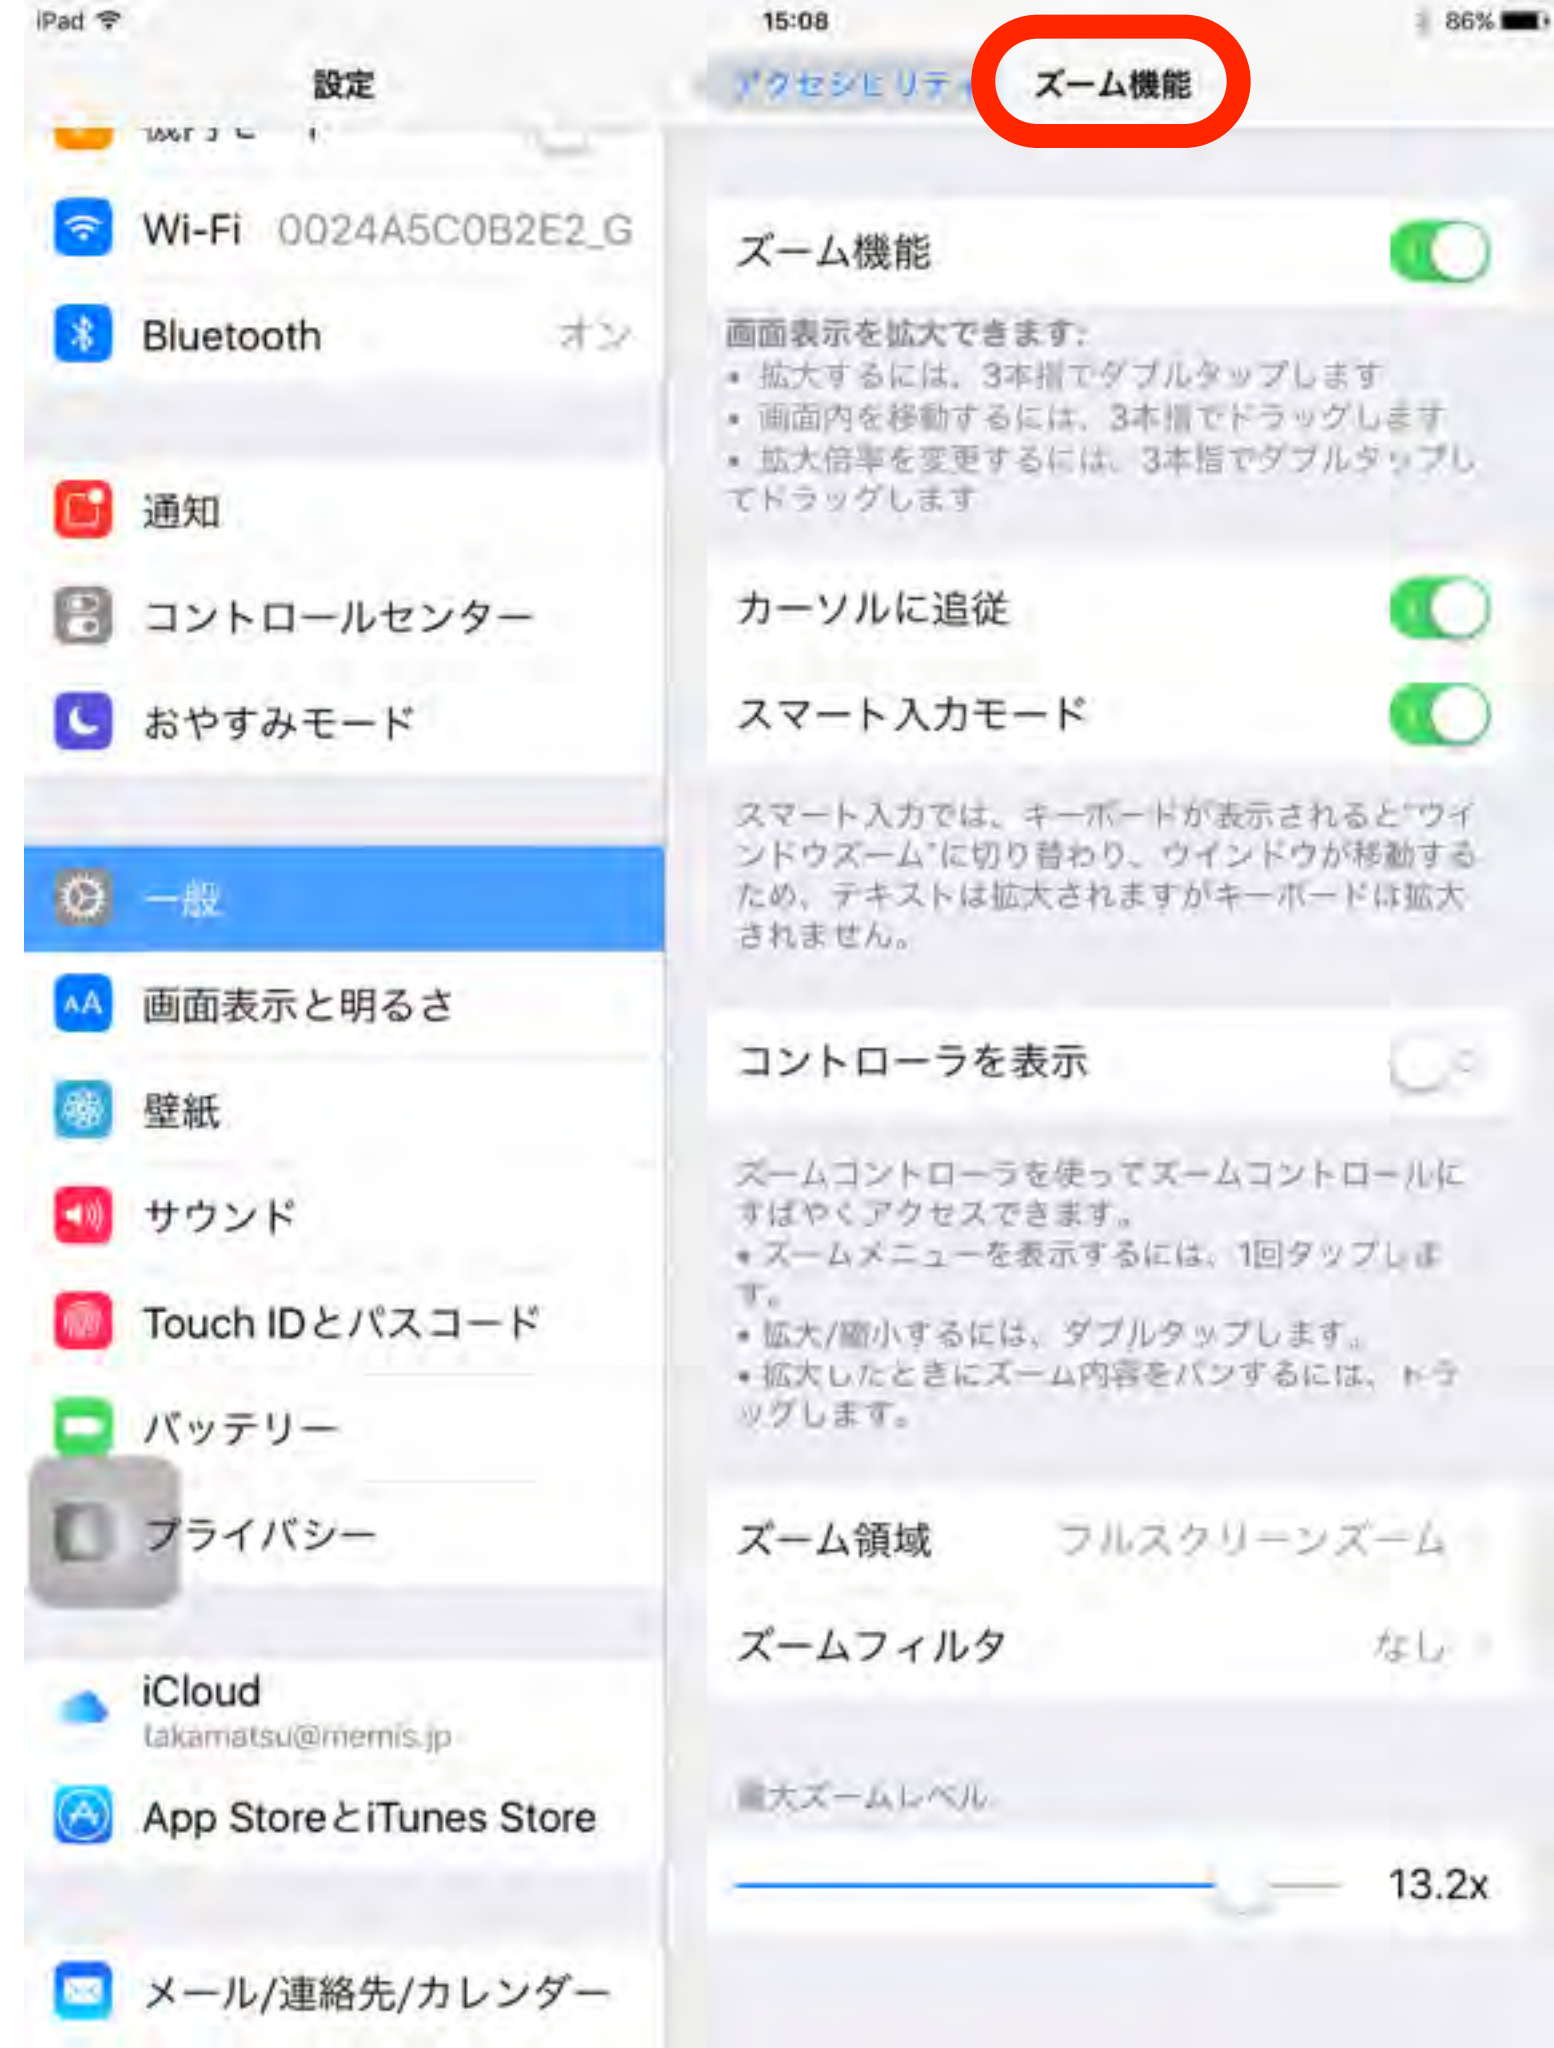 iPad
15:08
86%
設定
アクセシビリティ
ズーム機能
Wi-Fi 0024A5C0B2E2_G
Bluetooth オン
通知
コントロールセンター
おやすみモード
一般
画面表示と明るさ
壁紙
サウンド
Touch IDとパスコード
バッテリー
プライバシー
iCloud
takamatsu@memis.jp
App StoreとiTunes Store
メール/連絡先/カレンダー
ズーム機能
画面表示を拡大できます:
• 拡大するには、3本指でダブルタップします
• 画面内を移動するには、3本指でドラッグします
• 拡大倍率を変更するには、3本指でダブルタップし
てドラッグします
カーソルに追従
スマート入力モード
スマート入力では、キーボードが表示されると"ウイ
ンドウズーム"に切り替わり、ウインドウが移動する
ため、テキストは拡大されますがキーボードは拡大
されません。
コントローラを表示
ズームコントローラを使ってズームコントロールに
すばやくアクセスできます。
• ズームメニューを表示するには、1回タップしま
す。
• 拡大/縮小するには、ダブルタップします。
• 拡大したときにズーム内容をパンするには、ドラ
ッグします。
ズーム領域 フルスクリーンズーム
ズームフィルタ なし
最大ズームレベル
13.2x